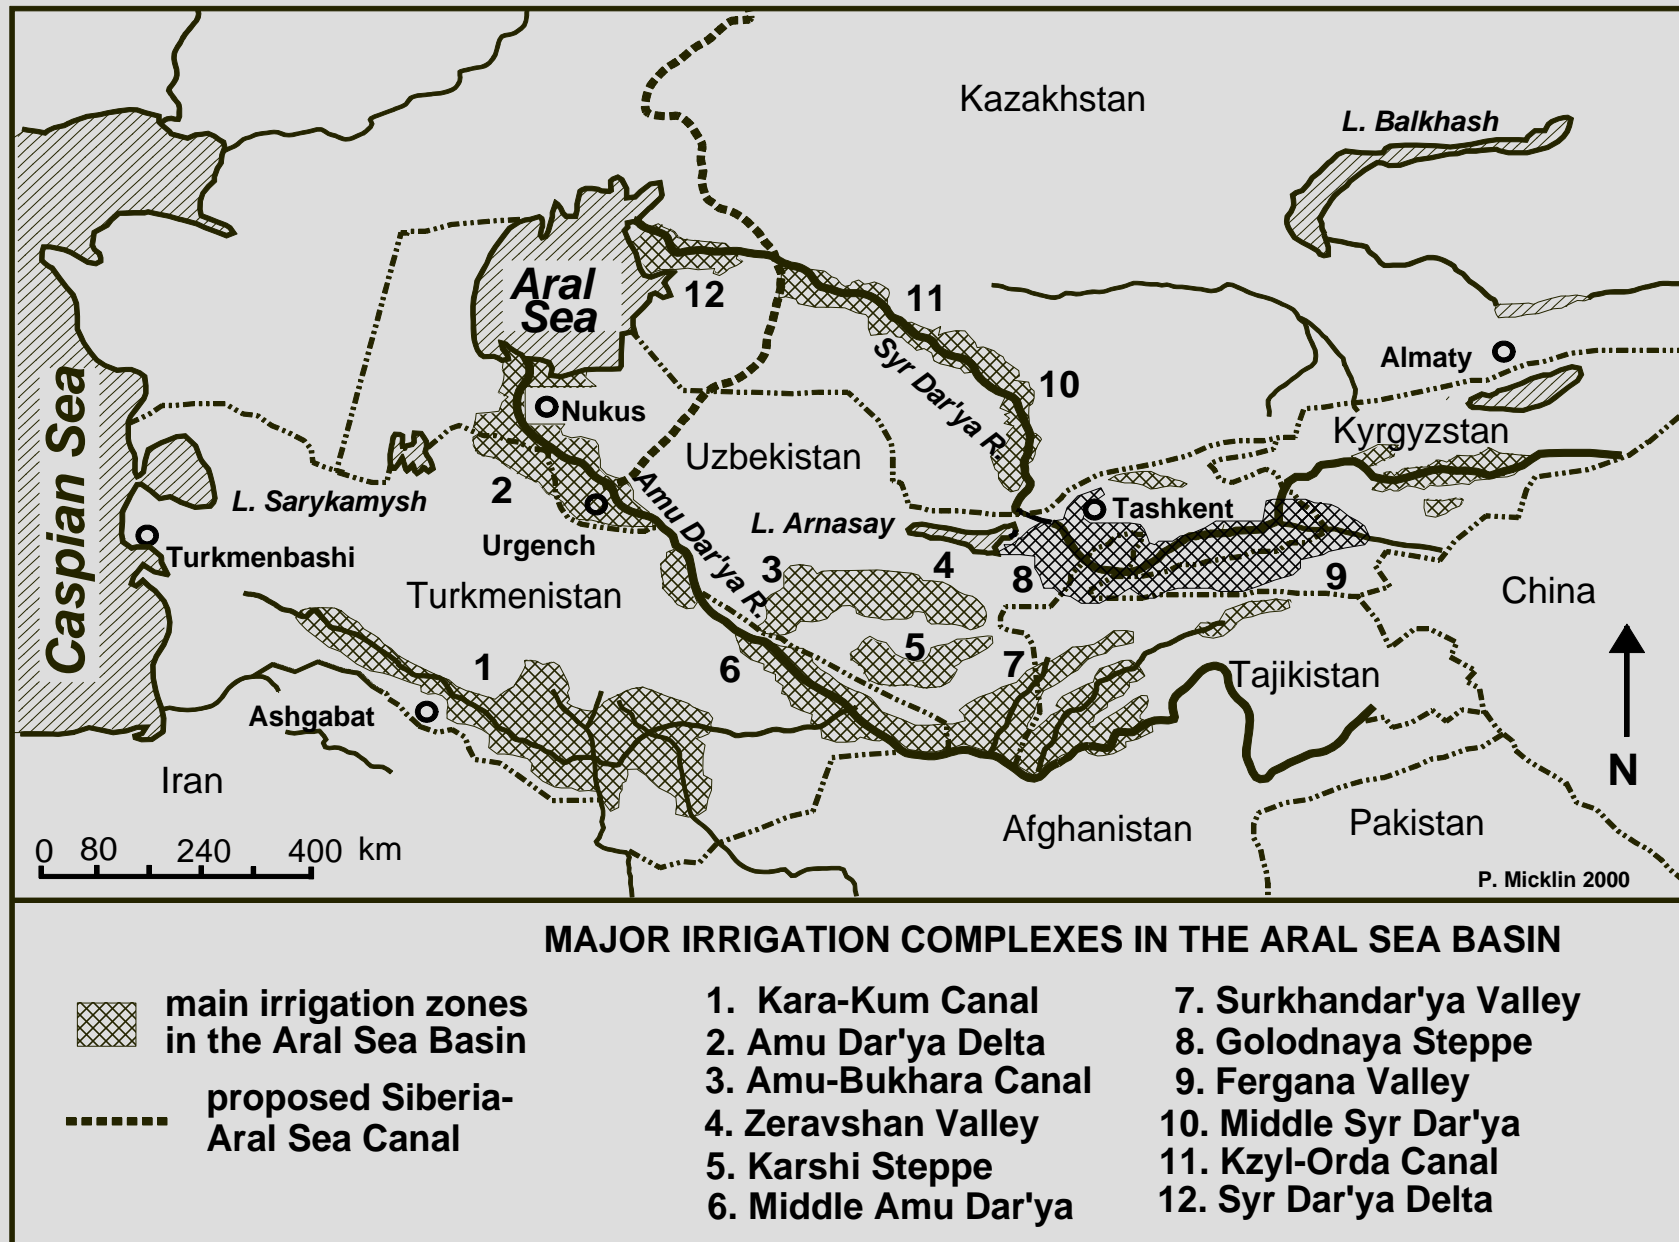 Kazakhstan
L. Balkhash
Aral
Sea
12
11
Syr Dar'ya R.
10
Almaty
Caspian Sea
Nukus
Kyrgyzstan
Uzbekistan
2
L. Sarykamysh
Amu Dar'ya R.
L. Arnasay
Tashkent
Urgench
Turkmenbashi
3
4
8
9
Turkmenistan
China
5
7
1
6
Tajikistan
Ashgabat
N
Iran
Afghanistan
Pakistan
0 80 240 400 km
P. Micklin 2000
MAJOR IRRIGATION COMPLEXES IN THE ARAL SEA BASIN
main irrigation zones
in the Aral Sea Basin
proposed Siberia-
Aral Sea Canal
1. Kara-Kum Canal
2. Amu Dar'ya Delta
3. Amu-Bukhara Canal
4. Zeravshan Valley
5. Karshi Steppe
6. Middle Amu Dar'ya
7. Surkhandar'ya Valley
8. Golodnaya Steppe
9. Fergana Valley
10. Middle Syr Dar'ya
11. Kzyl-Orda Canal
12. Syr Dar'ya Delta